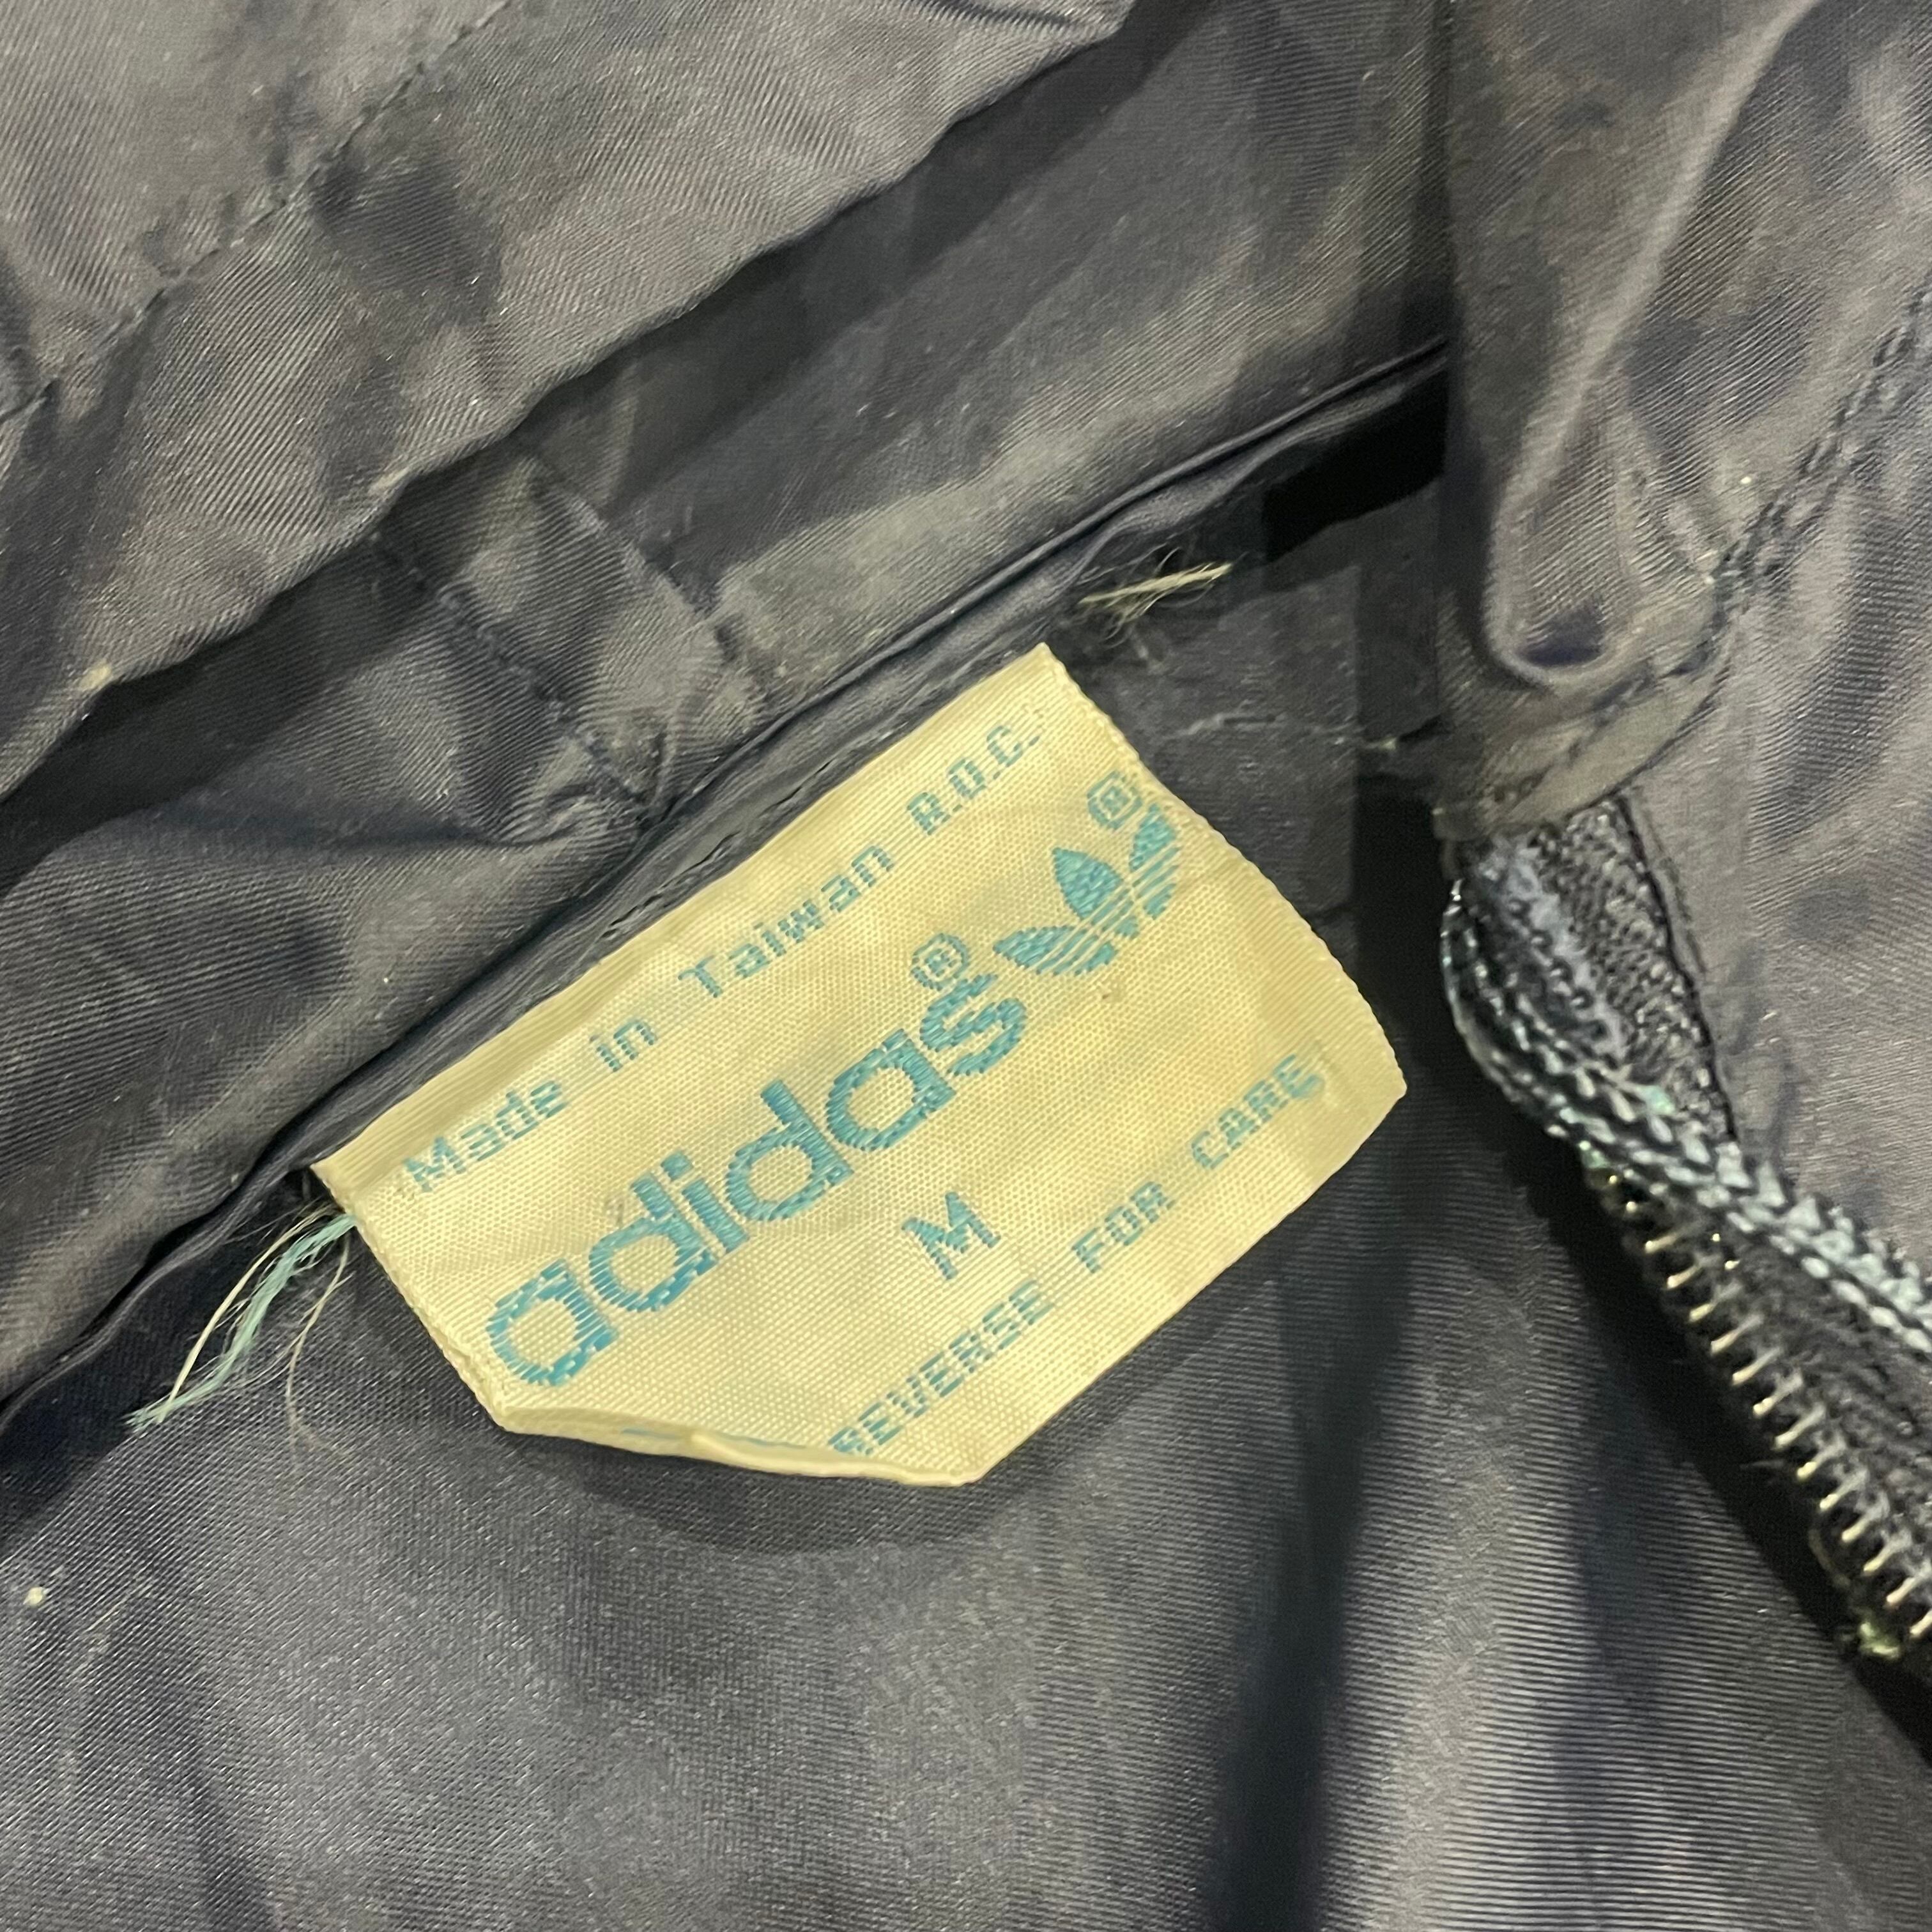 Made in Taiwan R.O.C.
adidas® ®
M
REVERSE FOR CARE